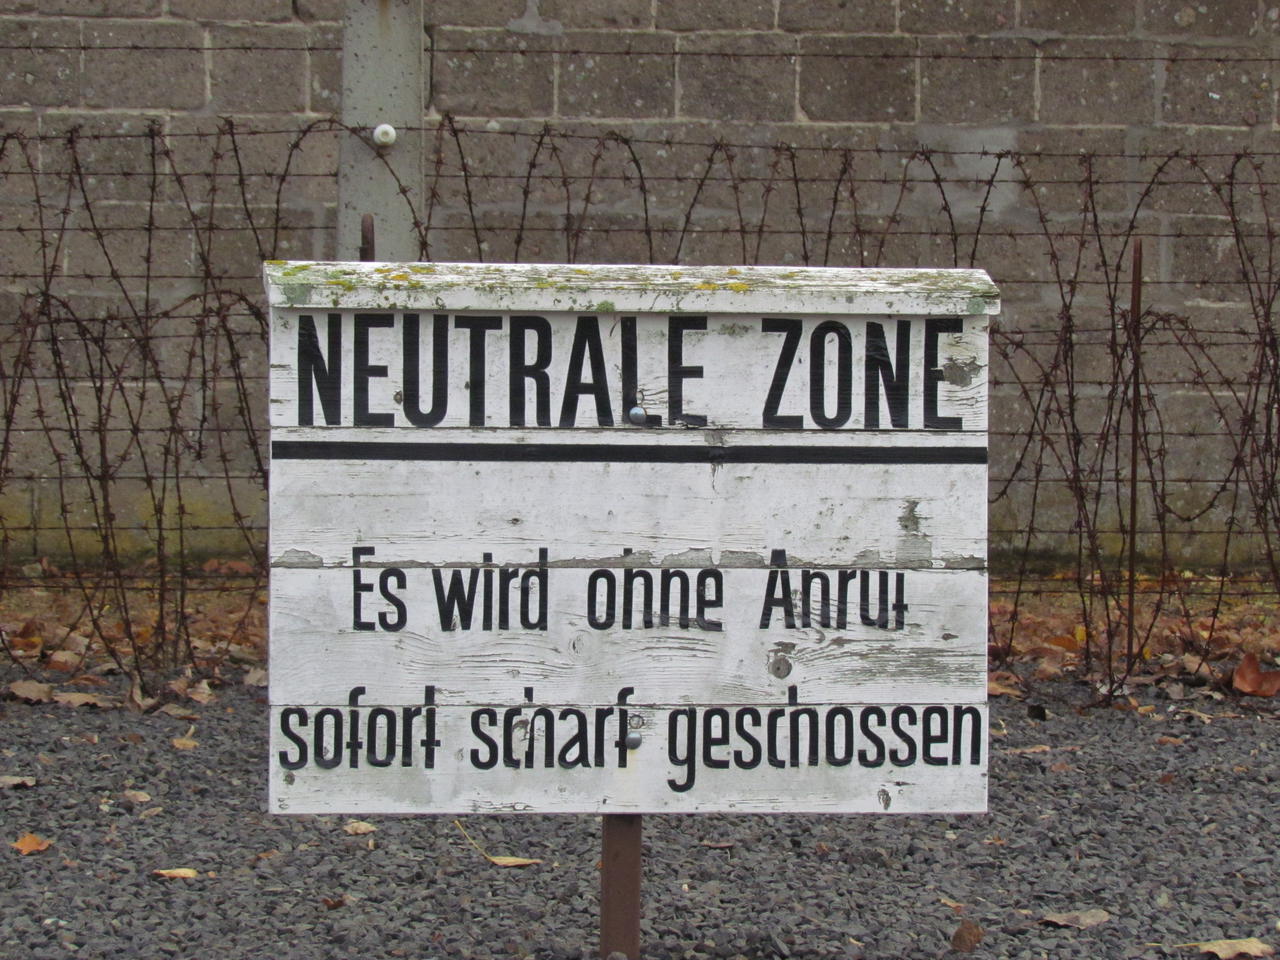 NEUTRALE ZONE
Es wird ohne Anruf
sofort scharf geschossen